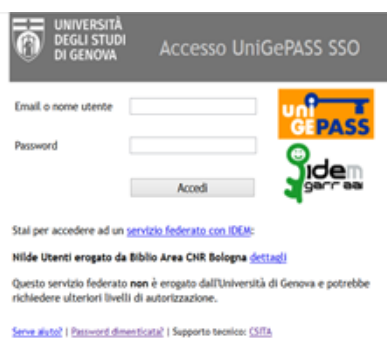 UNIVERSITÀ
DEGLI STUDI
DI GENOVA
Accesso UniGePASS SSO
Email o nome utente
uni
GEPASS
Password
idem
garr aai
Accedi
Stai per accedere ad un servizio federato con IDEM:
Nilde Utenti erogato da Biblio Area CNR Bologna dettagli
Questo servizio federato non è erogato dall'Università di Genova e potrebbe
richiedere ulteriori livelli di autorizzazione.
Serve aiuto? | Password dimenticata? | Supporto tecnico: CSITA